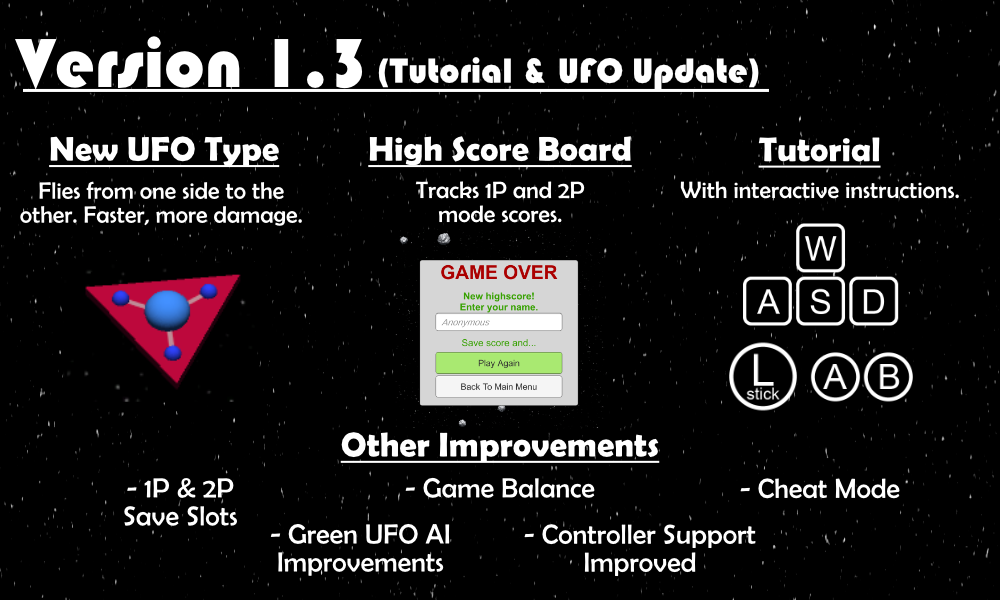 Version 1.3 (Tutorial & UFO Update)
New UFO Type
Flies from one side to the
other. Faster, more damage.
High Score Board
Tracks 1P and 2P
mode scores.
GAME OVER
New highscore!
Enter your name.
Anonymous
Save score and...
Play Again
Back To Main Menu
Tutorial
With interactive instructions.
W
A S D
L
stick
A B
Other Improvements
- 1P & 2P
Save Slots
- Game Balance
- Cheat Mode
- Green UFO AI
Improvements
- Controller Support
Improved